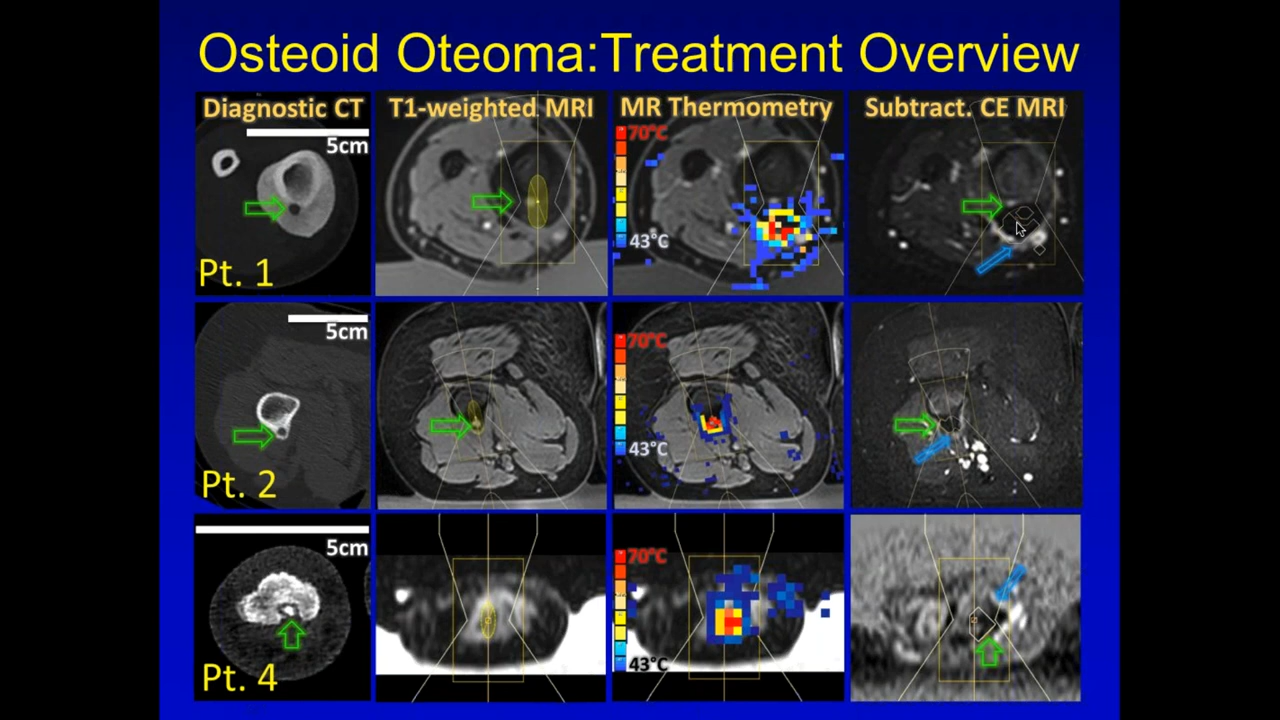 Osteoid Oteoma:Treatment Overview
Diagnostic CT
T1-weighted MRI
MR Thermometry
Subtract. CE MRI
5cm
70°C
43°C
Pt. 1
5cm
70°C
43°C
Pt. 2
5cm
70°C
43°C
Pt. 4